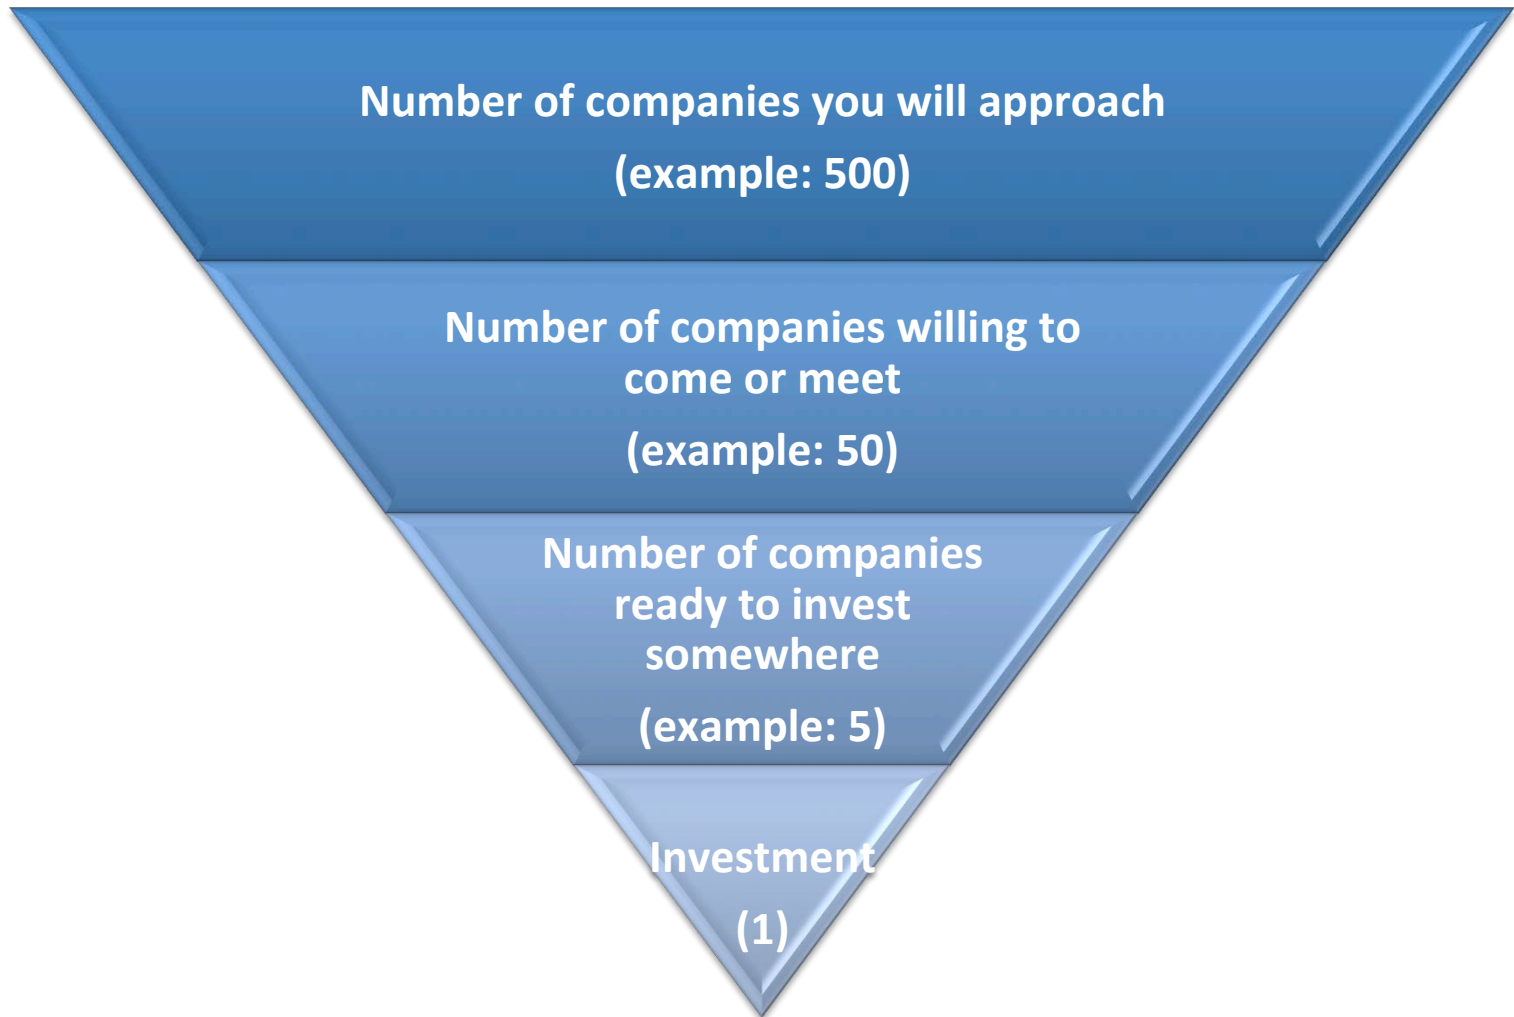 Number of companies you will approach
(example: 500)
Number of companies willing to
come or meet
(example: 50)
Number of companies
ready to invest
somewhere
(example: 5)
Investment
(1)